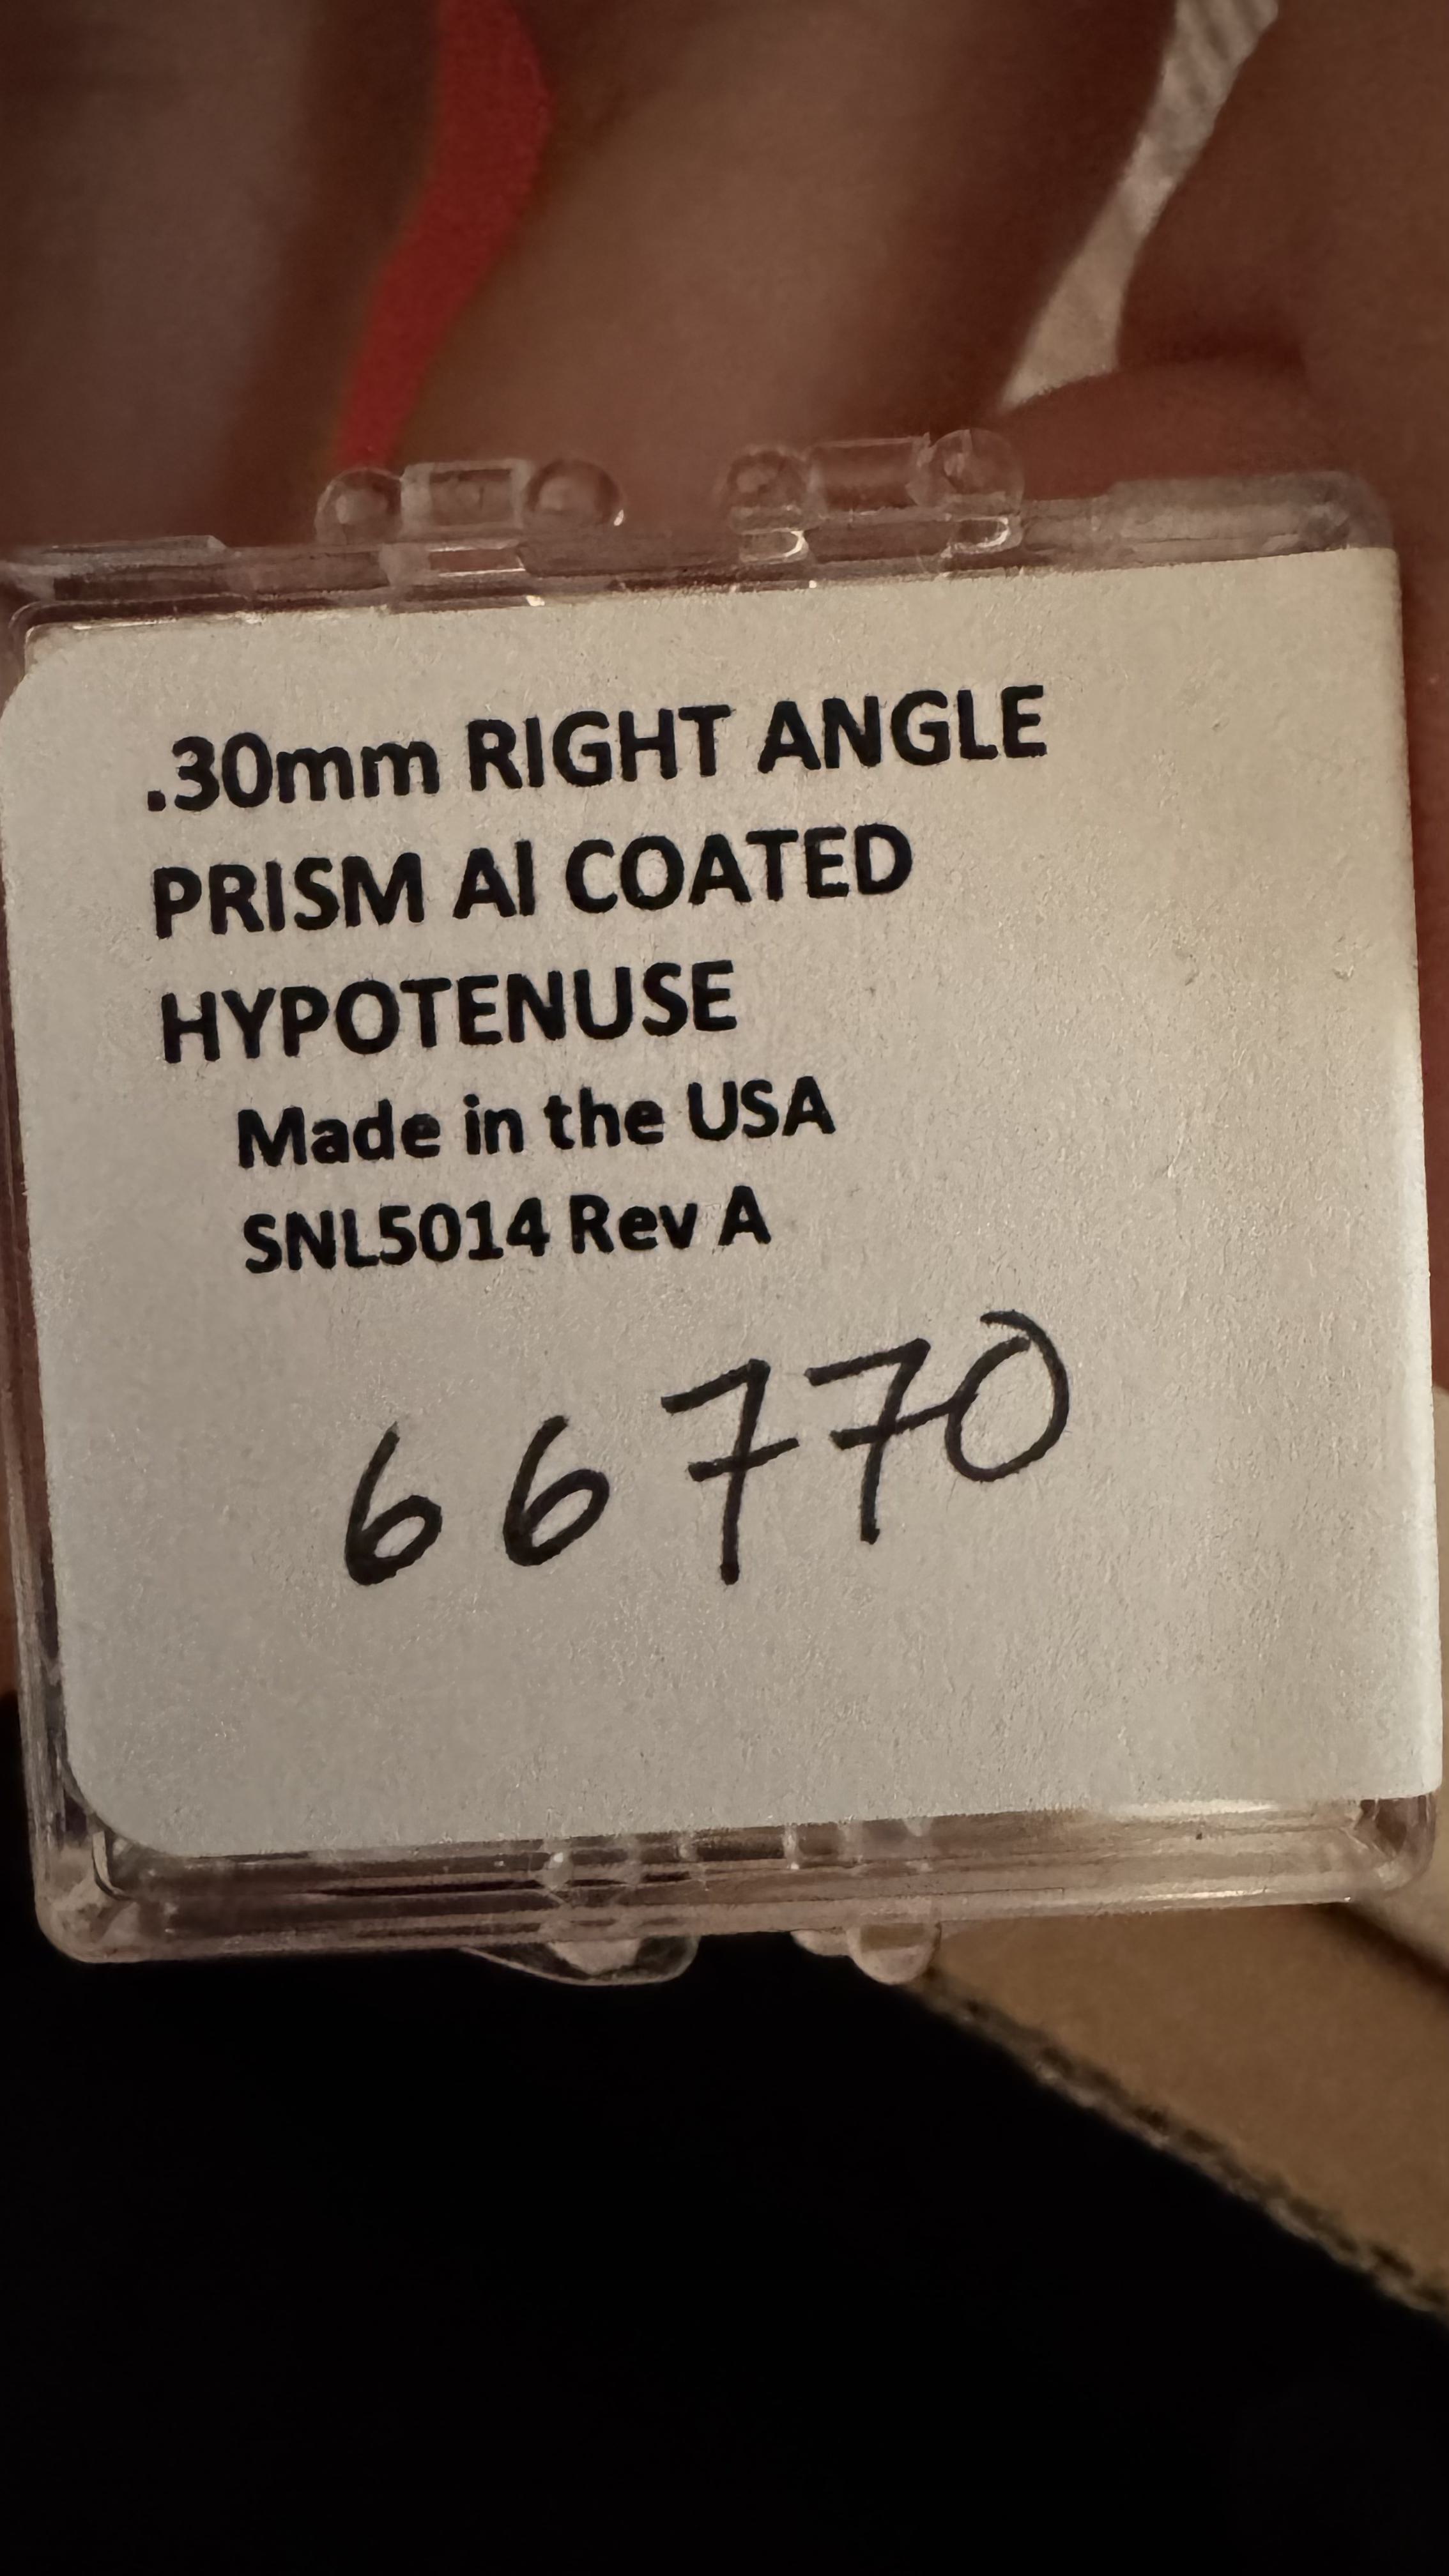 .30mm RIGHT ANGLE
PRISM Al COATED
HYPOTENUSE
Made in the USA
SNL5014 Rev A
66770